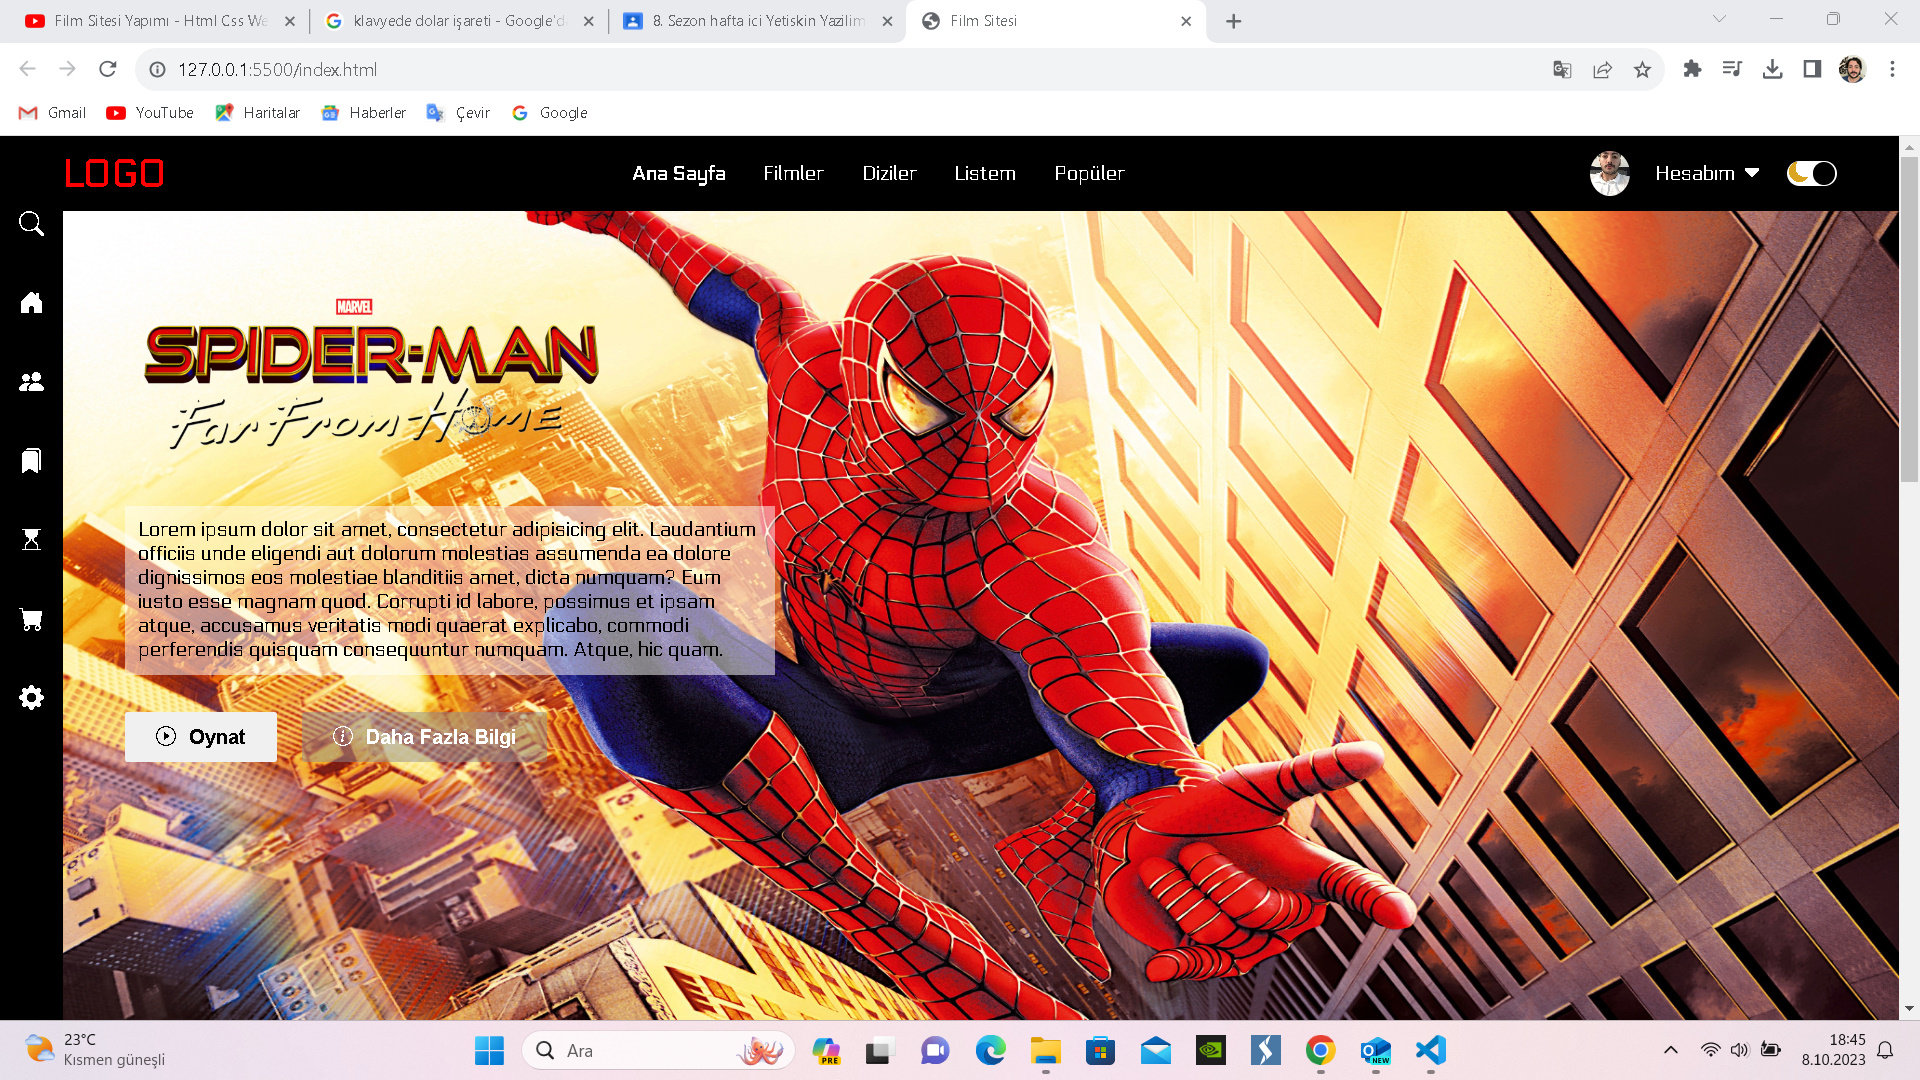 Film Sitesi Yapımı - Html Css We
klavyede dolar işareti - Google'd
8. Sezon hafta ici Yetiskin Yazilim
Film Sitesi
127.0.0.1:5500/index.html
Gmail
YouTube
Haritalar
Haberler
Çevir
Google
LOGO
Ana Sayfa
Filmler
Diziler
Listem
Popüler
Hesabım
MARVEL
SPIDER-MAN
Far From Home
Lorem ipsum dolor sit amet, consectetur adipisicing elit. Laudantium
officiis unde eligendi aut dolorum molestias assumenda ea dolore
dignissimos eos molestiae blanditiis amet, dicta numquam? Eum
iusto esse magnam quod. Corrupti id labore, possimus et ipsam
atque, accusamus veritatis modi quaerat explicabo, commodi
perferendis quisquam consequuntur numquam. Atque, hic quam.
Oynat
Daha Fazla Bilgi
23°C
Kısmen güneşli
Ara
PRE
NEW
18:45
8.10.2023